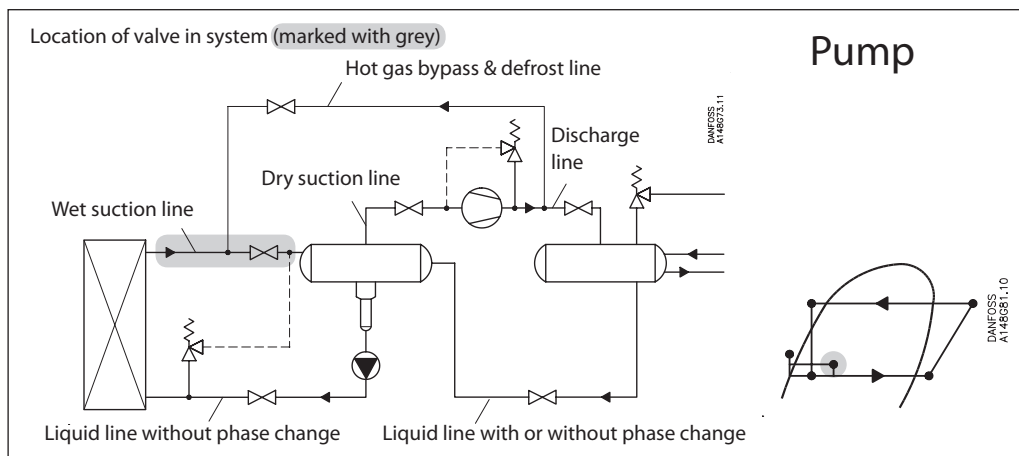 Location of valve in system (marked with grey)
Pump
Hot gas bypass & defrost line
DANFOSS
A148G73.11
Discharge
line
Dry suction line
Wet suction line
DANFOSS
A148G81.10
Liquid line without phase change
Liquid line with or without phase change